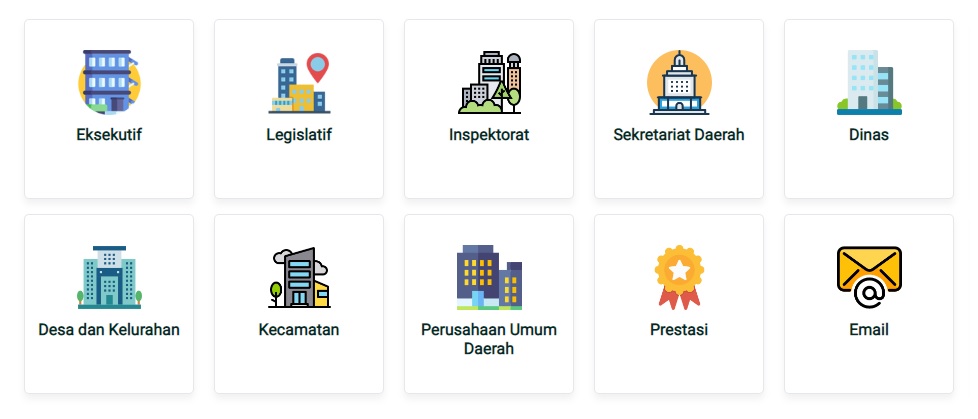 Eksekutif
Legislatif
Inspektorat
Sekretariat Daerah
Dinas
Desa dan Kelurahan
Kecamatan
Perusahaan Umum
Daerah
Prestasi
Email